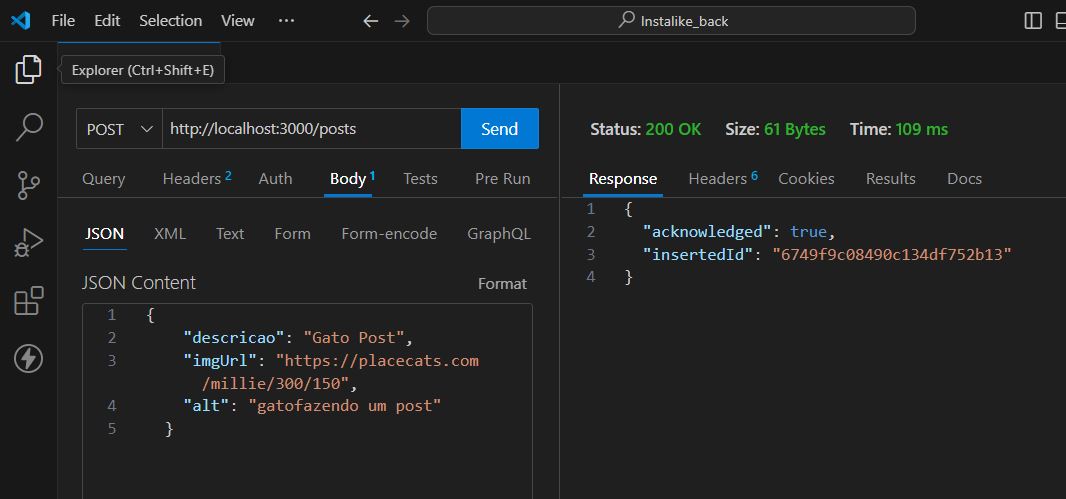 File Edit Selection View ··· ← → Instalike_back
Explorer (Ctrl+Shift+E)
POST http://localhost:3000/posts Send
Status: 200 OK Size: 61 Bytes Time: 109 ms
Query Headers 2 Auth Body 1 Tests Pre Run
Response Headers 6 Cookies Results Docs
JSON XML Text Form Form-encode GraphQL
JSON Content Format
1 {
2 "descricao": "Gato Post",
3 "imgUrl": "https://placecats.com
/millie/300/150",
4 "alt": "gatofazendo um post"
5 }
1 {
2 "acknowledged": true,
3 "insertedId": "6749f9c08490c134df752b13"
4 }